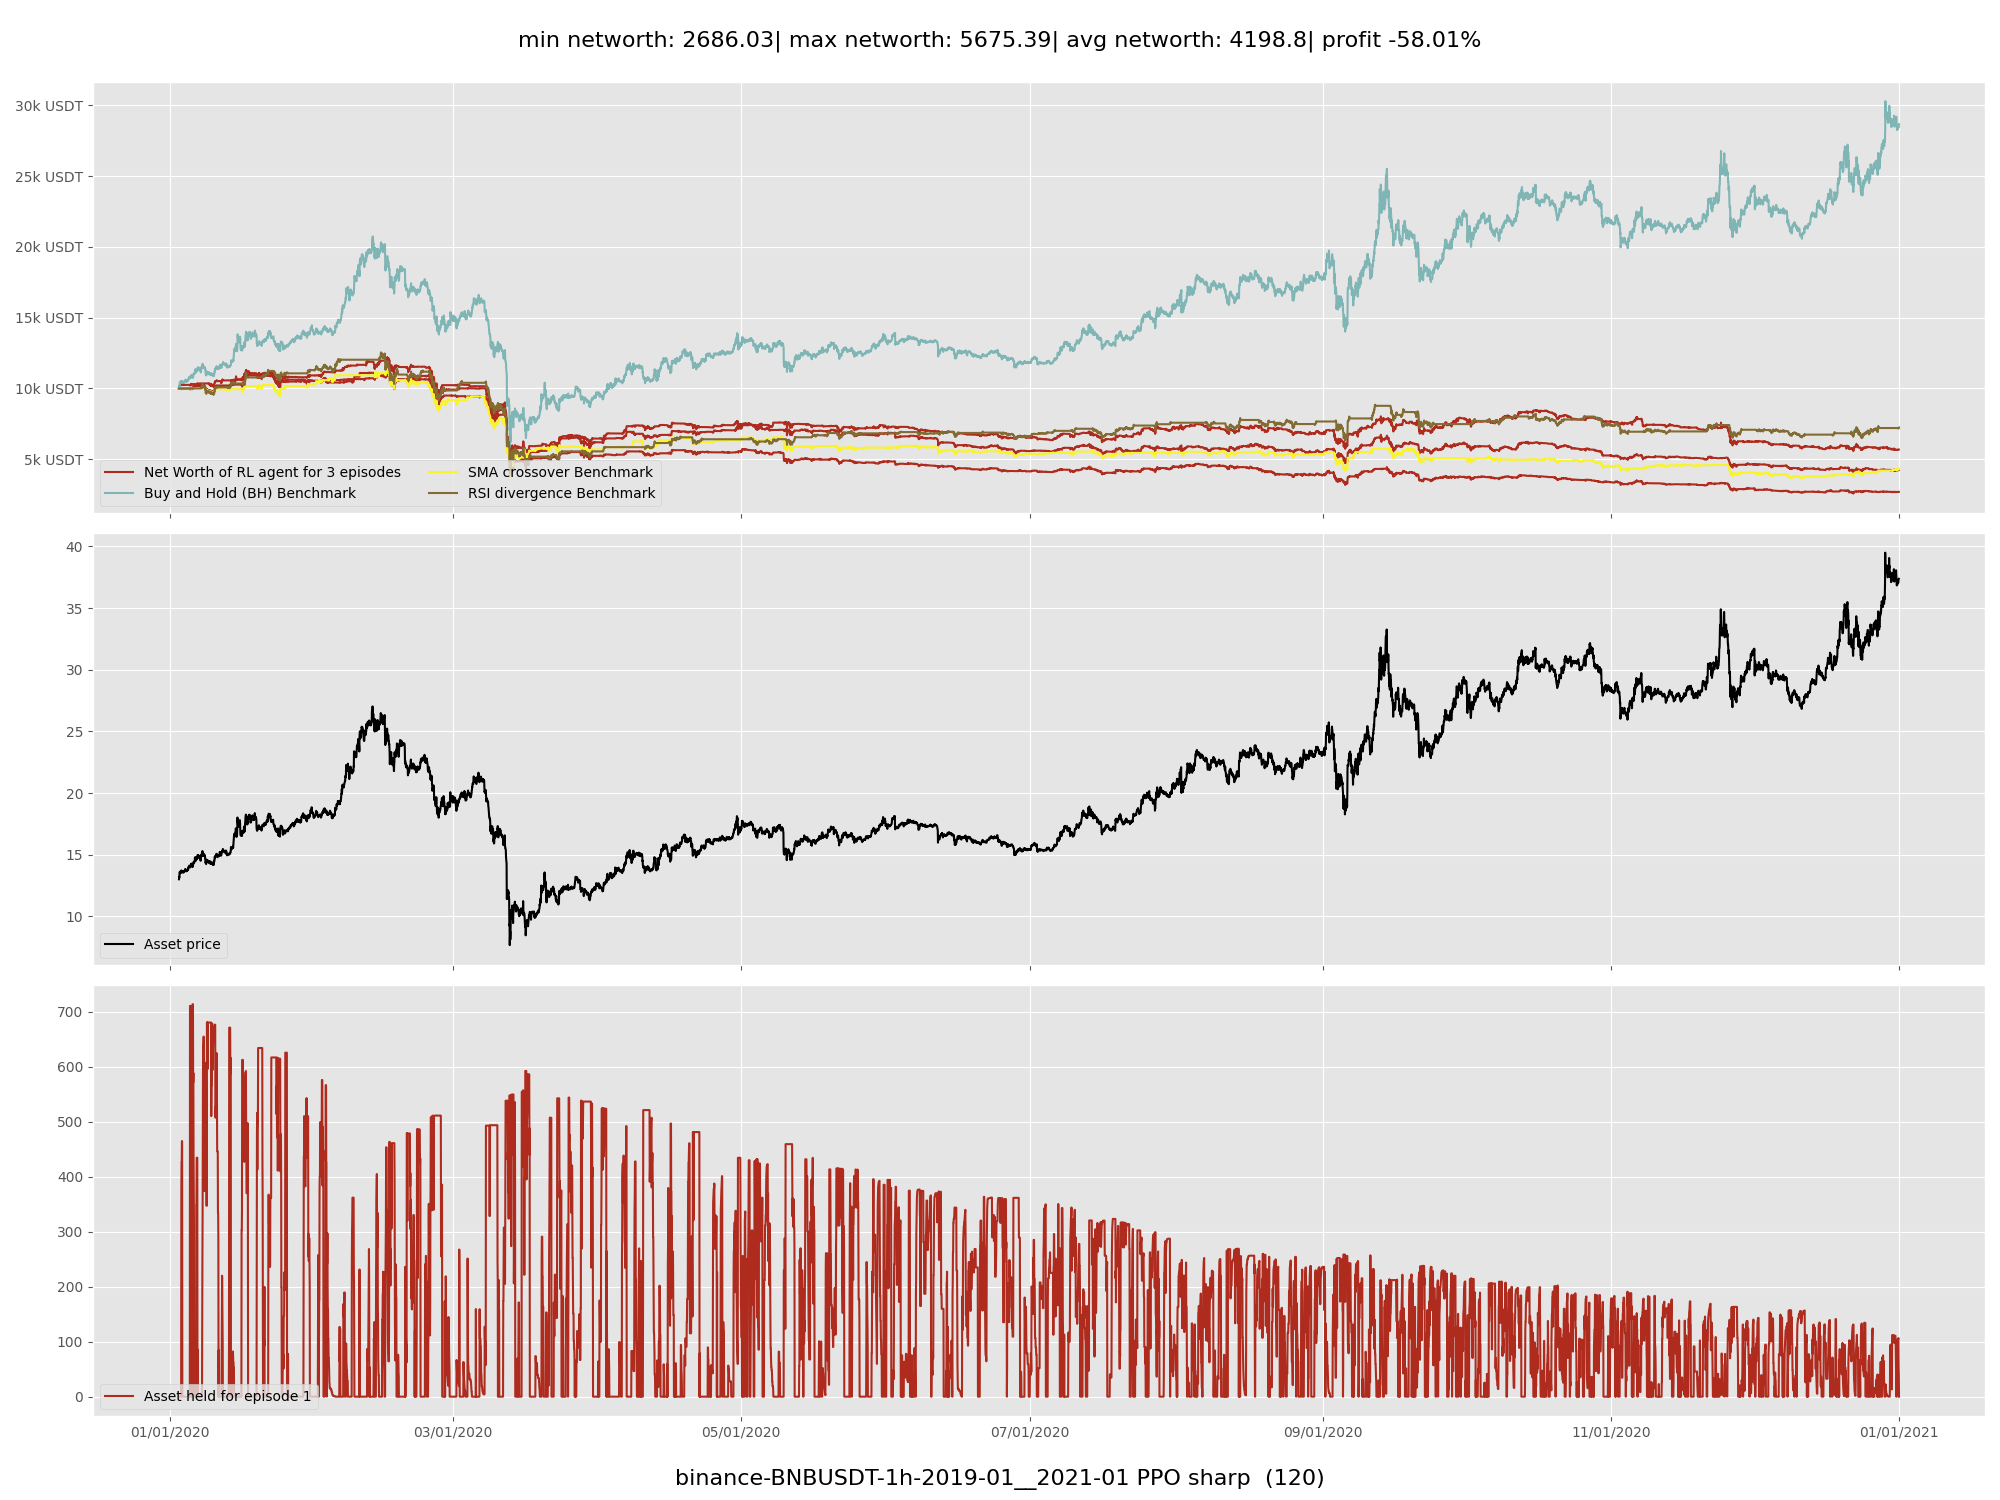 min networth: 2686.03| max networth: 5675.39| avg networth: 4198.8| profit -58.01%
30k USDT
25k USDT
20k USDT
15k USDT
10k USDT
5k USDT
Net Worth of RL agent for 3 episodes
Buy and Hold (BH) Benchmark
SMA crossover Benchmark
RSI divergence Benchmark
40
35
30
25
20
15
10
Asset price
700
600
500
400
300
200
100
0
Asset held for episode 1
01/01/2020 03/01/2020 05/01/2020 07/01/2020 09/01/2020 11/01/2020 01/01/2021
binance-BNBUSDT-1h-2019-01__2021-01 PPO sharp (120)